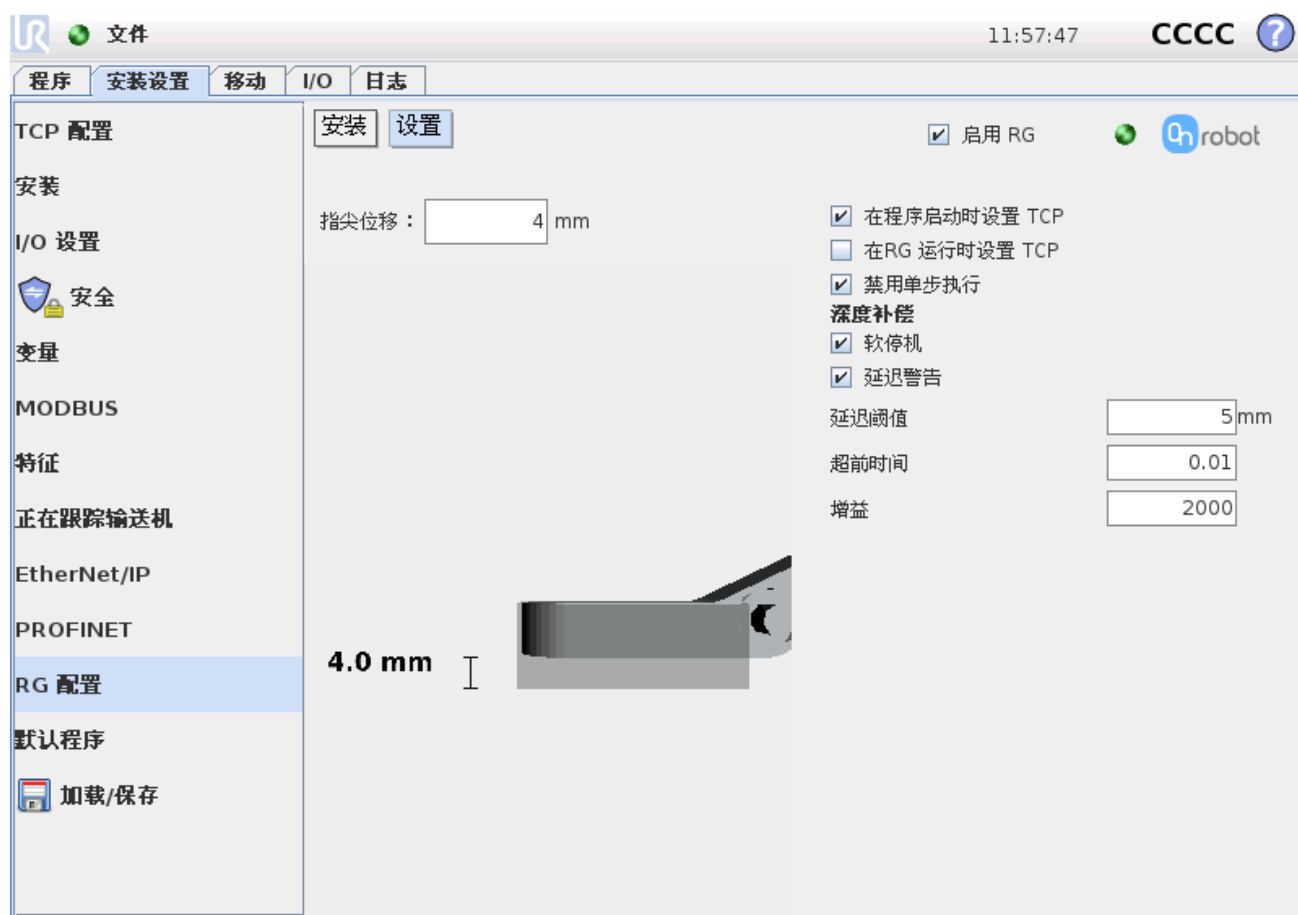 UR 文件 11:57:47 CCCC ?
程序 安装设置 移动 I/O 日志
TCP 配置
安装
I/O 设置
安全
变量
MODBUS
特征
正在跟踪输送机
EtherNet/IP
PROFINET
RG 配置
默认程序
加载/保存
安装 设置
启用 RG
On robot
指尖位移： 4 mm
4.0 mm
在程序启动时设置 TCP
在RG 运行时设置 TCP
禁用单步执行
深度补偿
软停机
延迟警告
延迟阈值 5 mm
超前时间 0.01
增益 2000